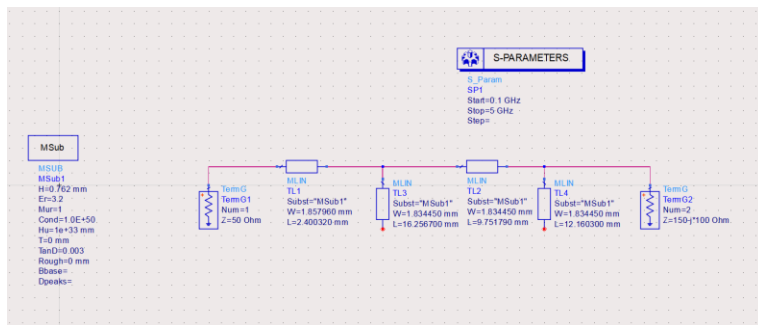 S-PARAMETERS
S_Param
SP1
Start=0.1 GHz
Stop=5 GHz
Step=
MSub
MSUB
MSub1
H=0.762 mm
Er=3.2
Mur=1
Cond=1.0E+50
Hu=1e+33 mm
T=0 mm
TanD=0.003
Rough=0 mm
Bbase=
Dpeaks=
TermG
TermG1
Num=1
Z=50 Ohm
MLIN
TL1
Subst="MSub1"
W=1.857960 mm
L=2.400320 mm
MLIN
TL3
Subst="MSub1"
W=1.834450 mm
L=16.256700 mm
MLIN
TL2
Subst="MSub1"
W=1.834450 mm
L=9.751790 mm
MLIN
TL4
Subst="MSub1"
W=1.834450 mm
L=12.160300 mm
TermG
TermG2
Num=2
Z=150-j*100 Ohm